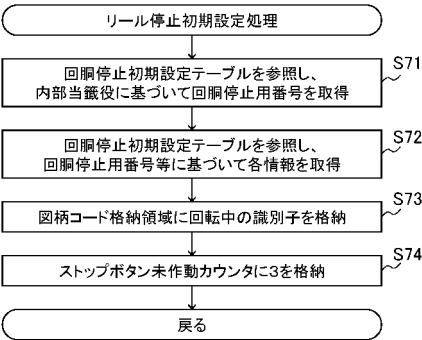 リール停止初期設定処理
S71
回胴停止初期設定テーブルを参照し、
内部当籤役に基づいて回胴停止用番号を取得
S72
回胴停止初期設定テーブルを参照し、
回胴停止用番号等に基づいて各情報を取得
S73
図柄コード格納領域に回転中の識別子を格納
S74
ストップボタン未作動カウンタに3を格納
戻る